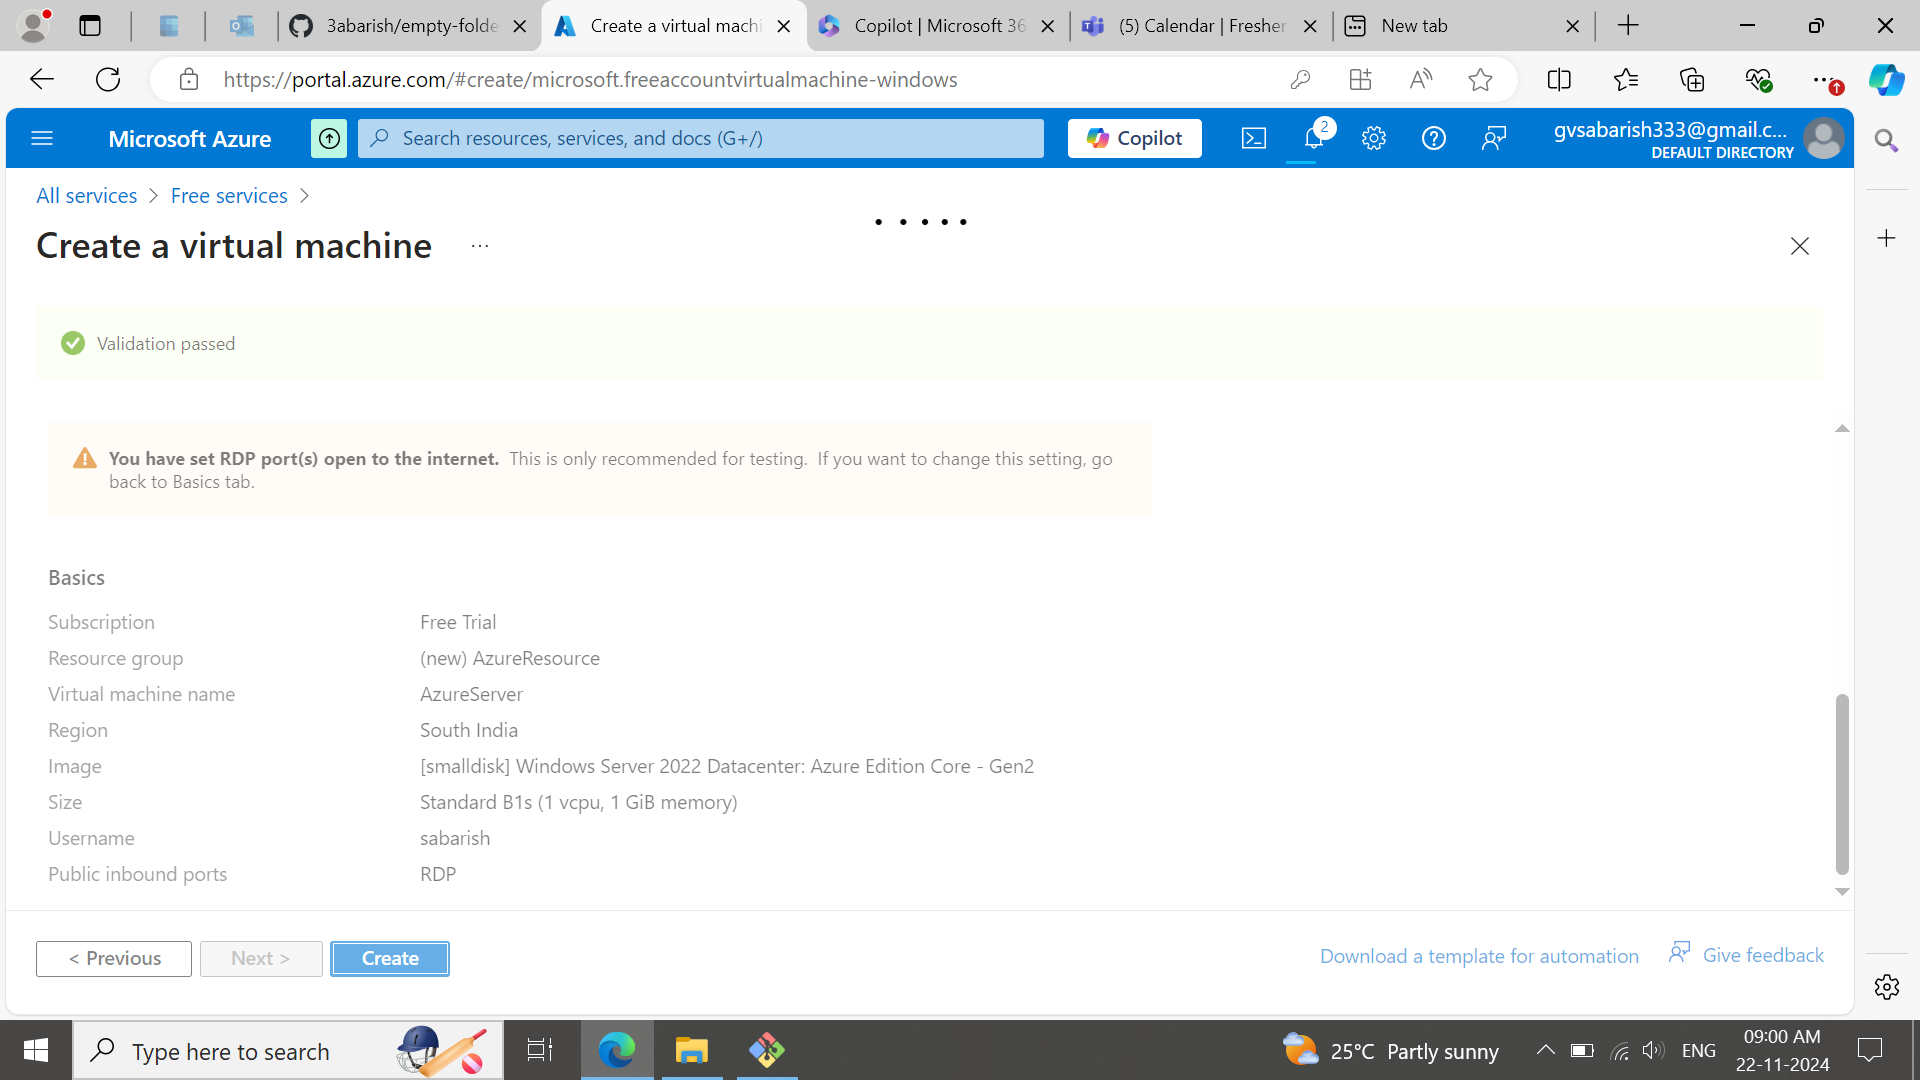 3abarish/empty-folde
Create a virtual machi
Copilot | Microsoft 36
(5) Calendar | Fresher
New tab
https://portal.azure.com/#create/microsoft.freeaccountvirtualmachine-windows
Microsoft Azure
Search resources, services, and docs (G+/)
Copilot
2
gvsabarish333@gmail.c...
DEFAULT DIRECTORY
All services > Free services >
Create a virtual machine ...
Validation passed
You have set RDP port(s) open to the internet. This is only recommended for testing. If you want to change this setting, go
back to Basics tab.
Basics
Subscription Free Trial
Resource group (new) AzureResource
Virtual machine name AzureServer
Region South India
Image [smalldisk] Windows Server 2022 Datacenter: Azure Edition Core - Gen2
Size Standard B1s (1 vcpu, 1 GiB memory)
Username sabarish
Public inbound ports RDP
< Previous
Next >
Create
Download a template for automation
Give feedback
Type here to search
25°C Partly sunny
ENG
09:00 AM
22-11-2024